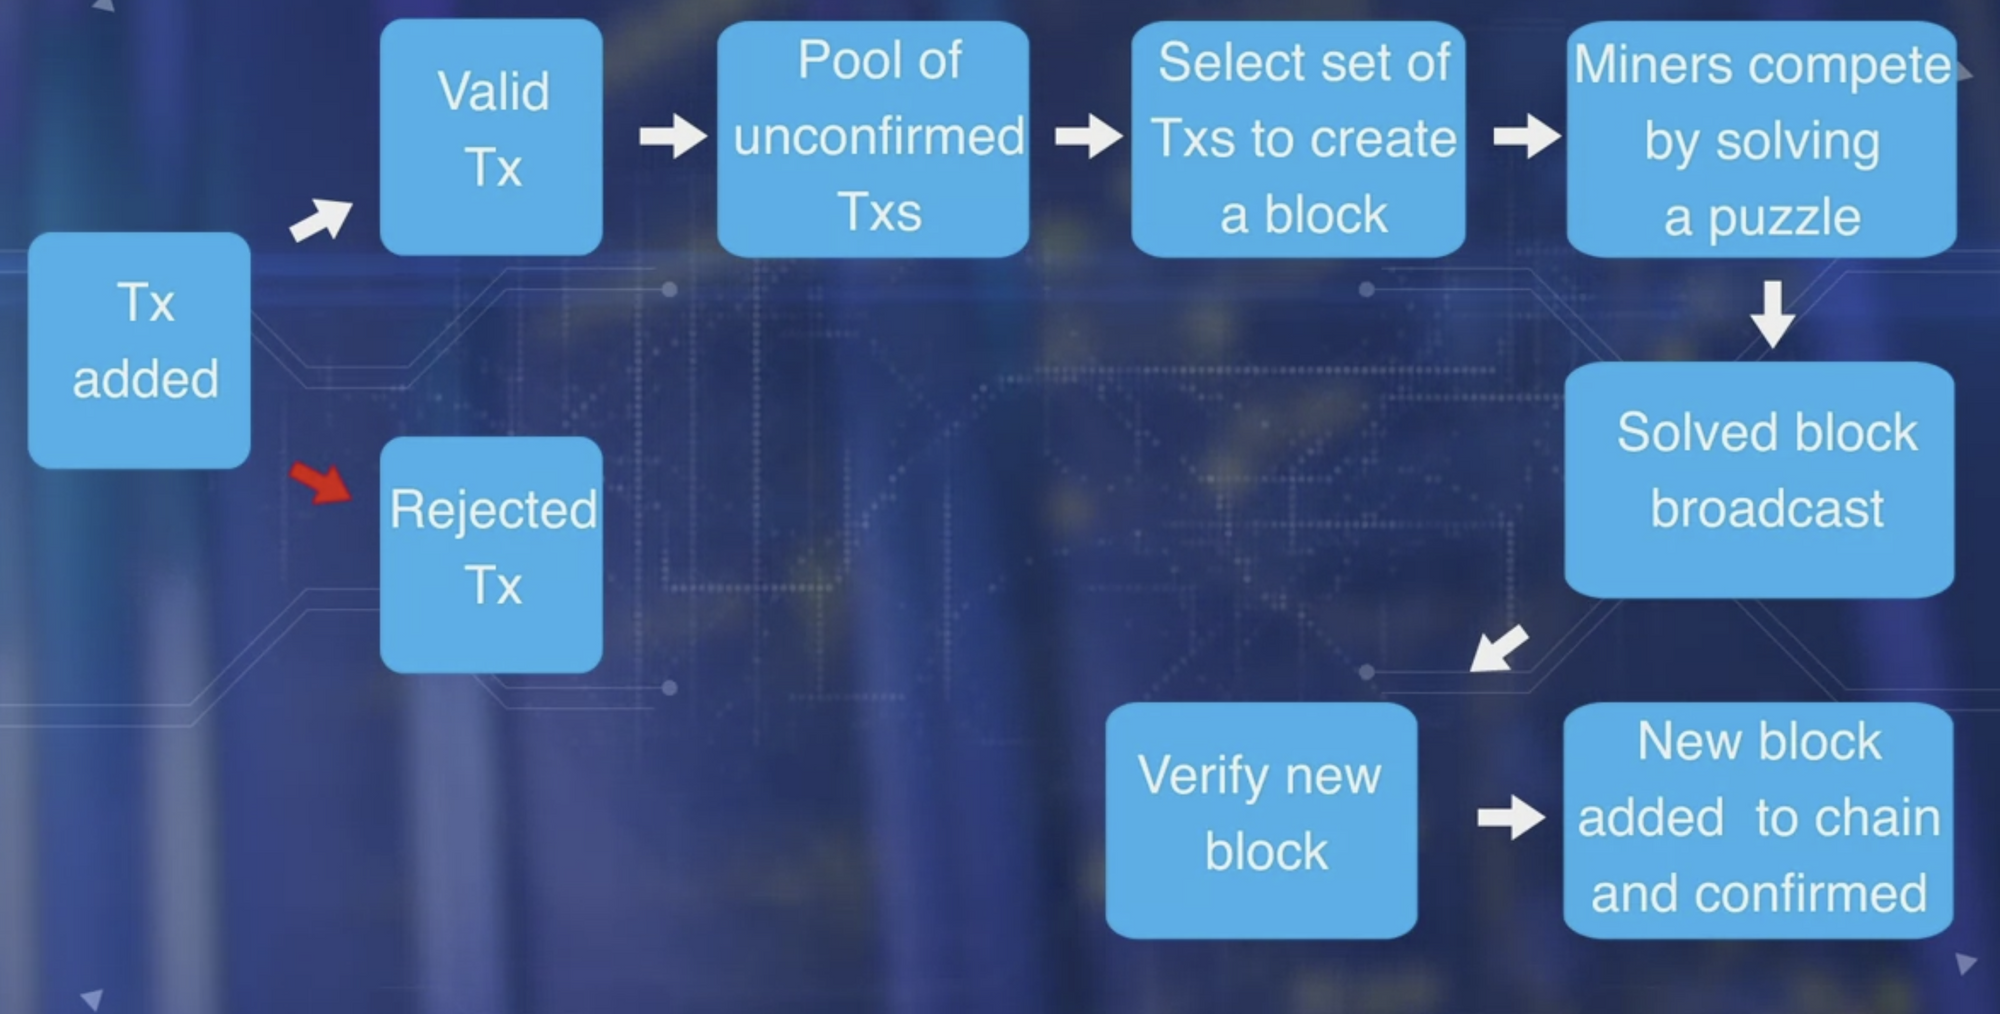 Tx
added
Valid
Tx
Rejected
Tx
Pool of
unconfirmed
Txs
Select set of
Txs to create
a block
Miners compete
by solving
a puzzle
Solved block
broadcast
Verify new
block
New block
added  to chain
and confirmed